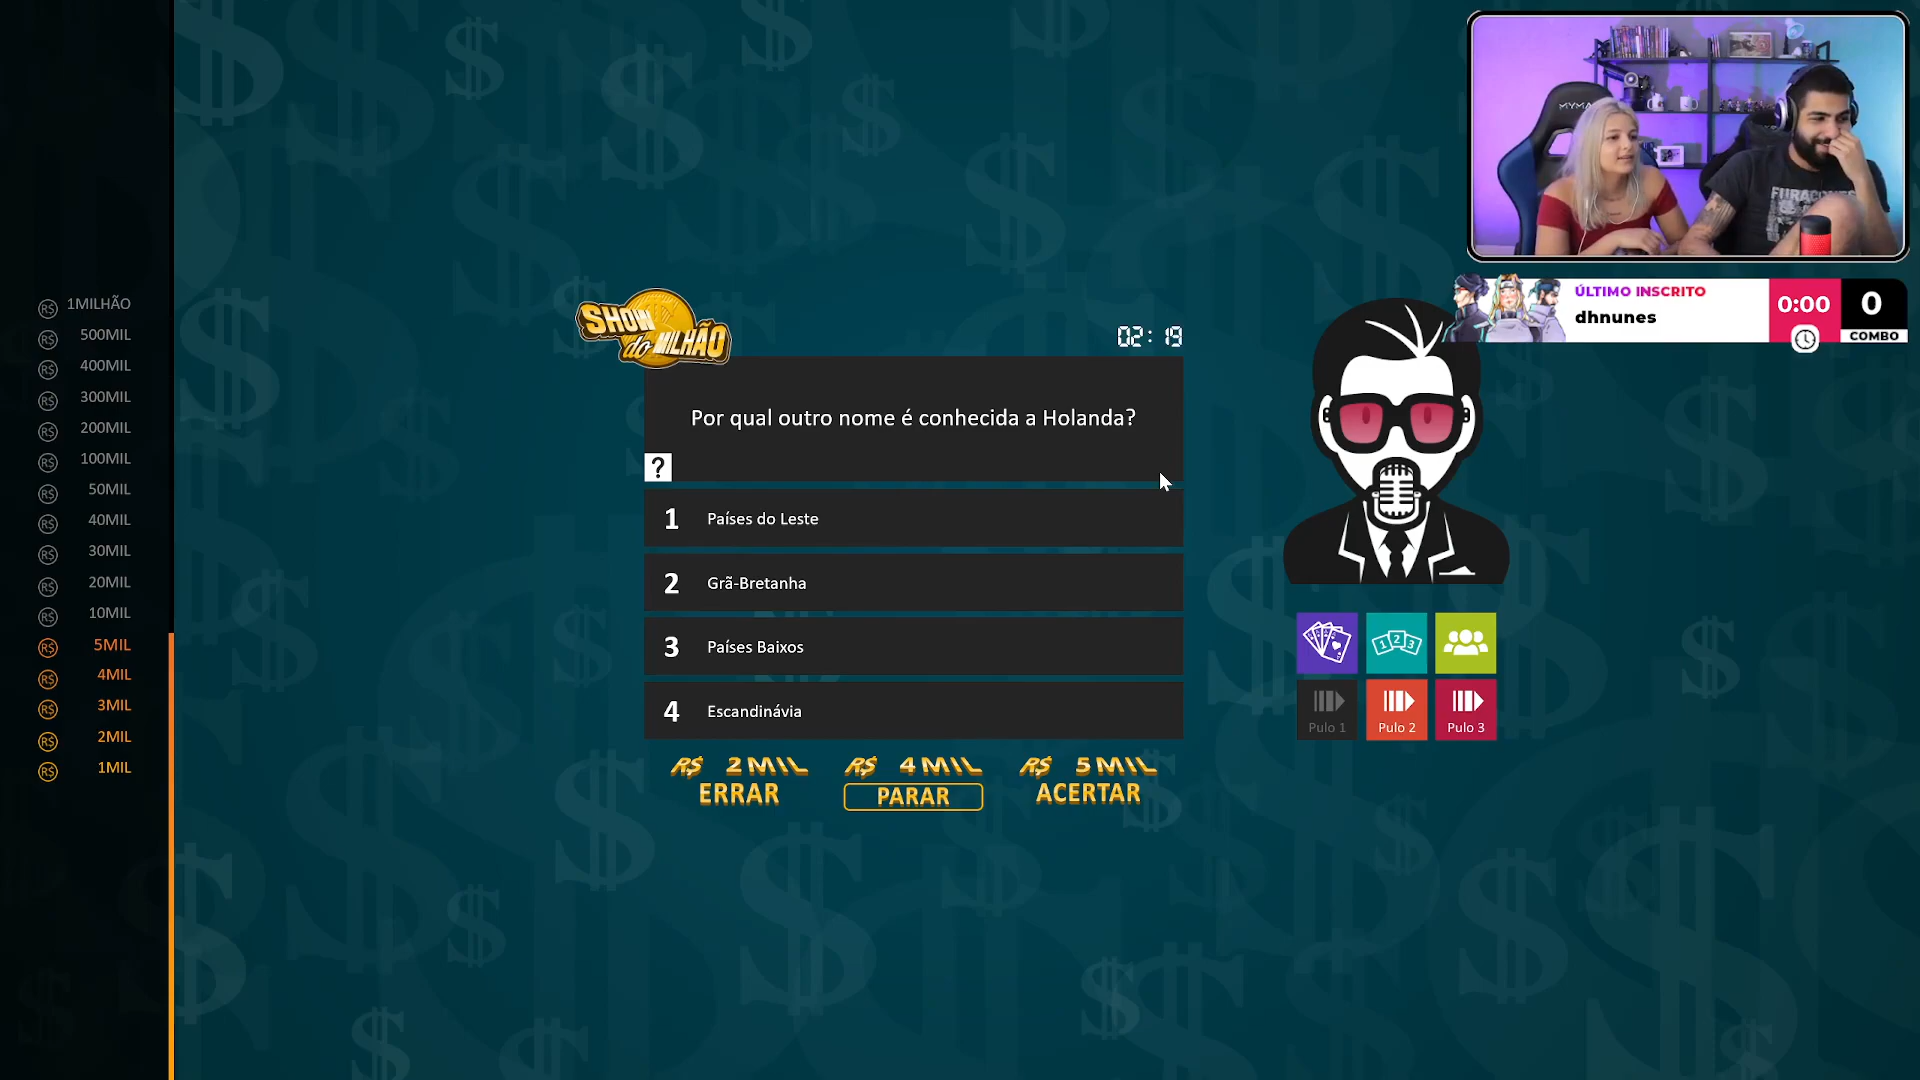 1MILHÃO
500MIL
400MIL
300MIL
200MIL
100MIL
50MIL
40MIL
30MIL
20MIL
10MIL
5MIL
4MIL
3MIL
2MIL
1MIL
SHOW
do MILHÃO
02:19
Por qual outro nome é conhecida a Holanda?
?
1 Países do Leste
2 Grã-Bretanha
3 Países Baixos
4 Escandinávia
R$ 2 MIL
ERRAR
R$ 4 MIL
PARAR
R$ 5 MIL
ACERTAR
ÚLTIMO INSCRITO
dhnunes
0:00
0
COMBO
1 2 3
Pulo 1
Pulo 2
Pulo 3